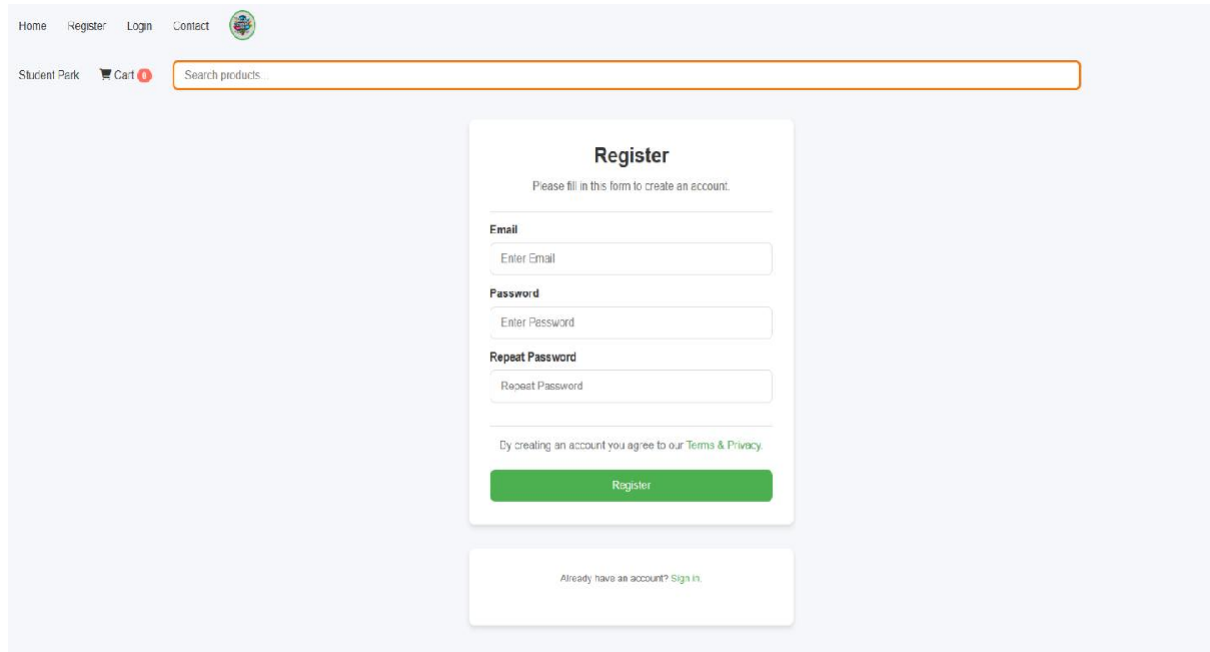 Home Register Login Contact
Student Park Cart 0
Search products...
Register
Please fill in this form to create an account.
Email
Enter Email
Password
Enter Password
Repeat Password
Repeat Password
By creating an account you agree to our Terms & Privacy.
Register
Already have an account? Sign in.